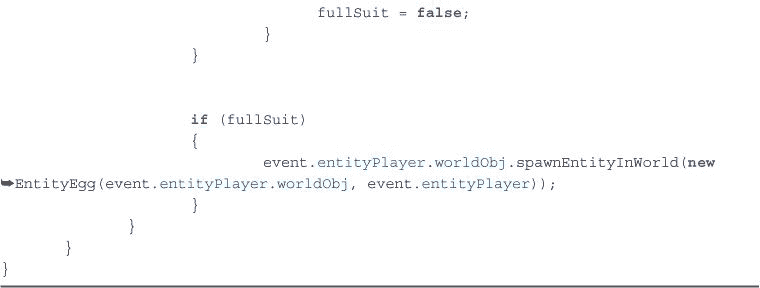 fullSuit = false;
}
}
if (fullSuit)
{
event.entityPlayer.worldObj.spawnEntityInWorld(new
➥EntityEgg(event.entityPlayer.worldObj, event.entityPlayer));
}
}
}
}